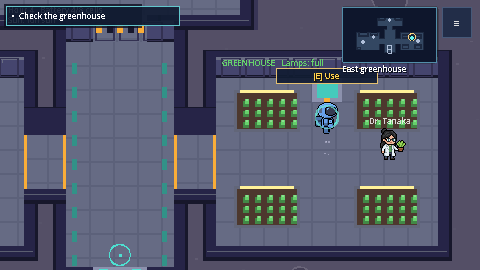 • Check the greenhouse
≡
East greenhouse
GREENHOUSE Lamps: full
[E] Use
Dr. Tanaka